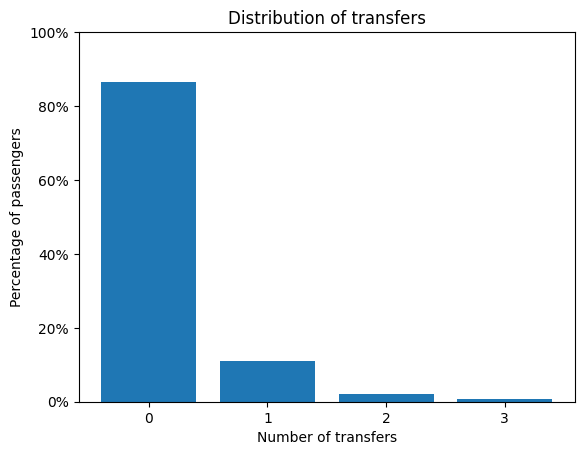 Distribution of transfers
100%
80%
60%
40%
20%
0%
Percentage of passengers
0 1 2 3
Number of transfers